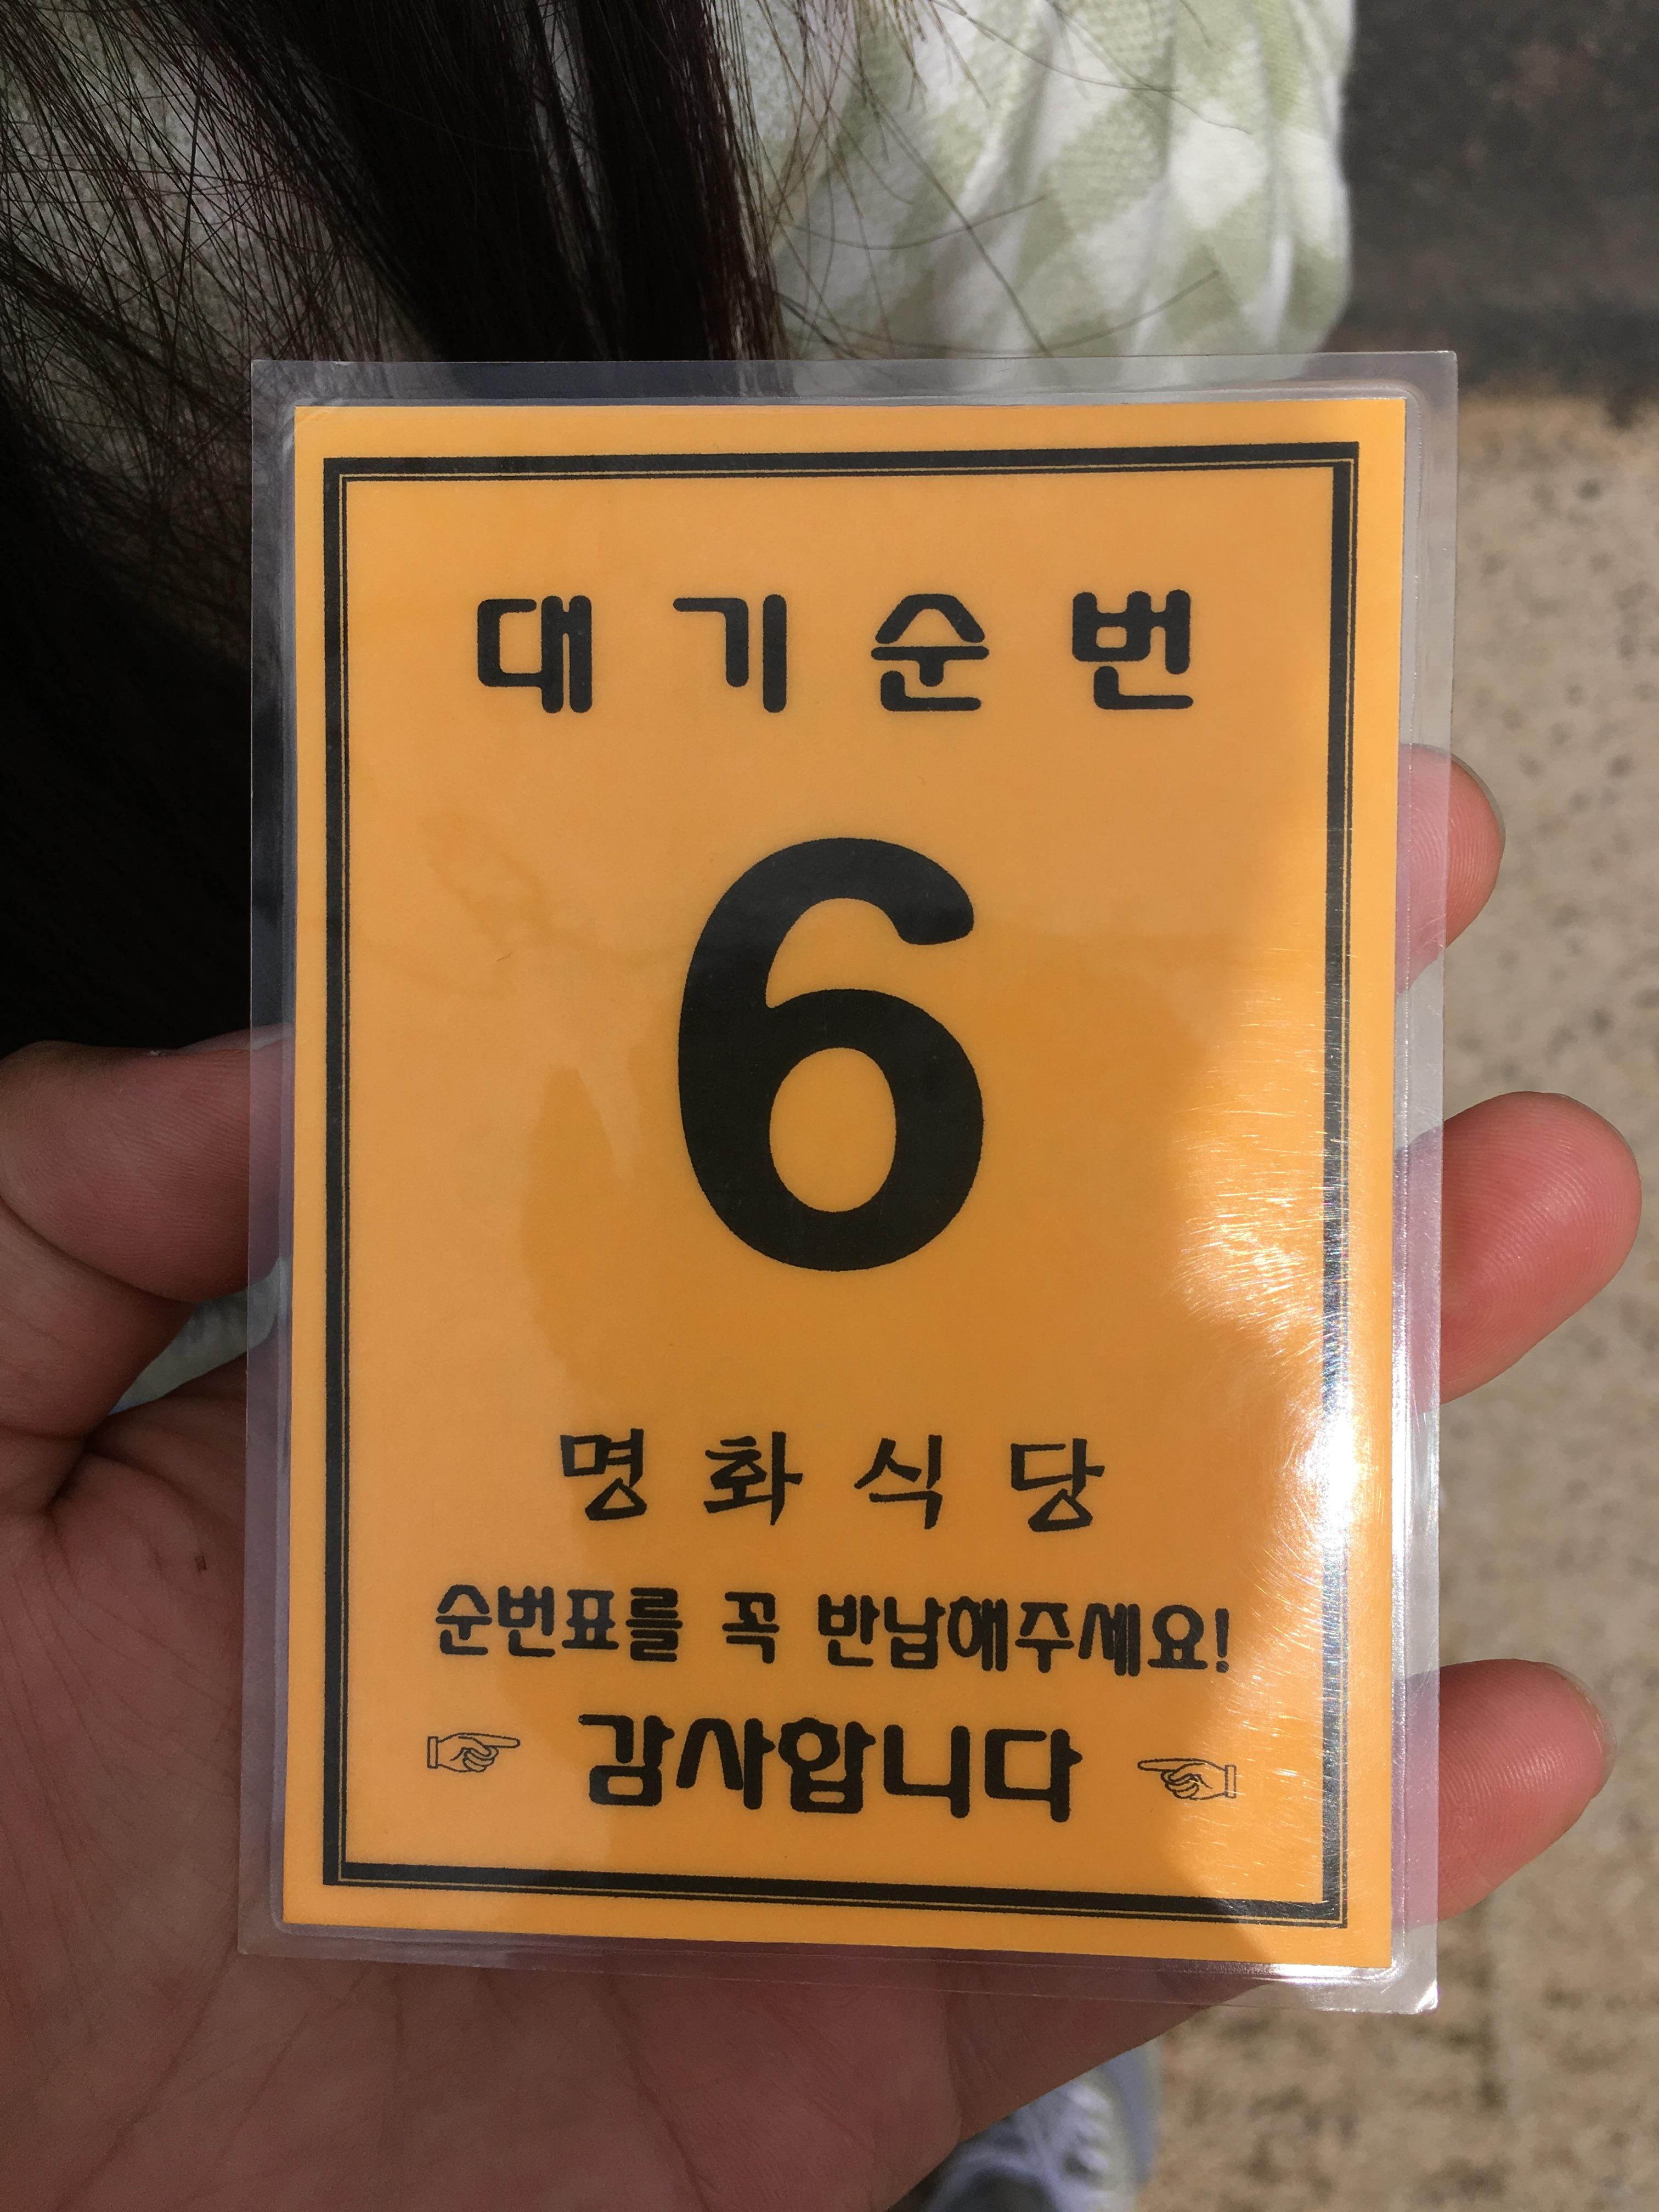 대기순번
6
명화식당
순번표를 꼭 반납해주세요!
☞ 감사합니다 ☜